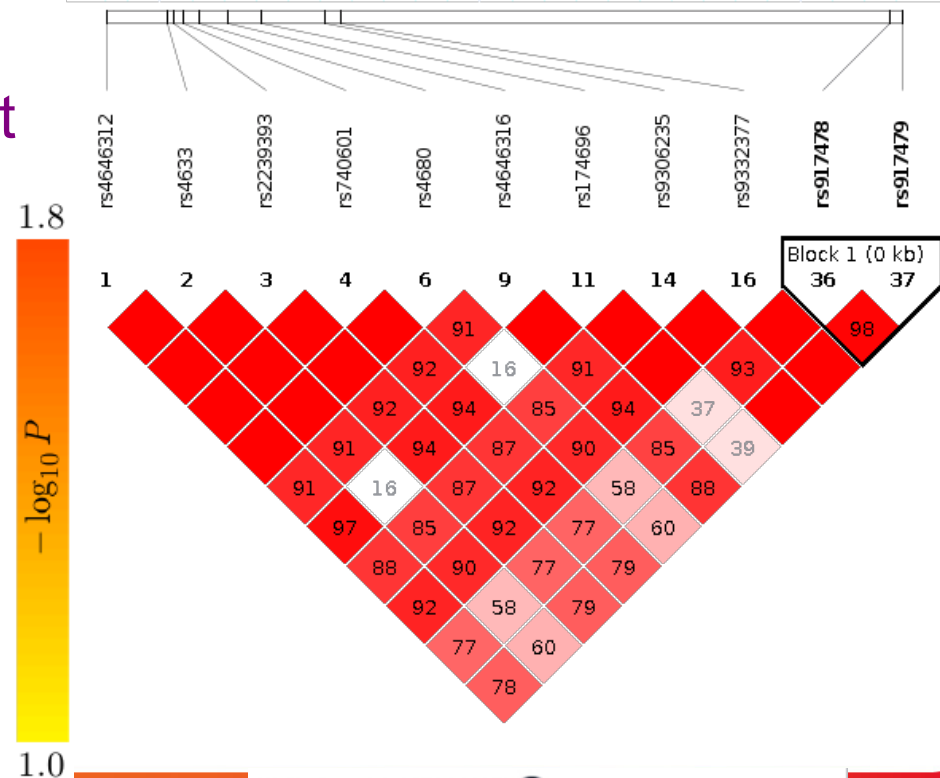 t
rs4646312 rs4633 rs2239393 rs740601 rs4680 rs4646316 rs174696 rs9306235 rs9332377 rs917478 rs917479
1.8
Block 1 (0 kb)
1 2 3 4 6 9 11 14 16 36 37
91 98
92 16 91 93
92 94 85 94 37
91 94 87 90 85 39
91 16 87 92 58 88
97 85 92 77 60
88 90 77 79
92 58 79
77 60
78
− log10 P
1.0